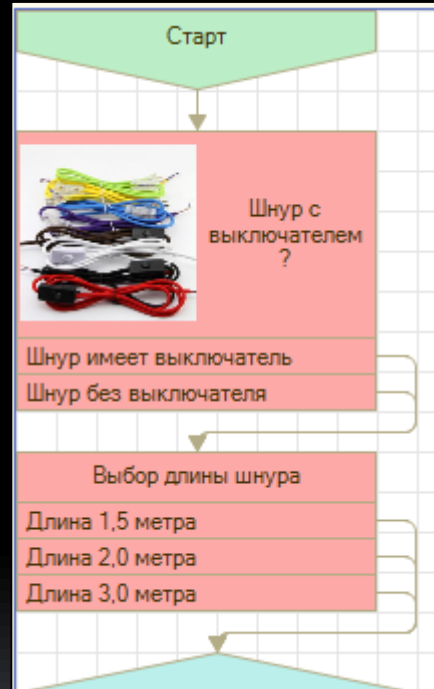 Старт
Шнур с
выключателем
?
Шнур имеет выключатель
Шнур без выключателя
Выбор длины шнура
Длина 1,5 метра
Длина 2,0 метра
Длина 3,0 метра